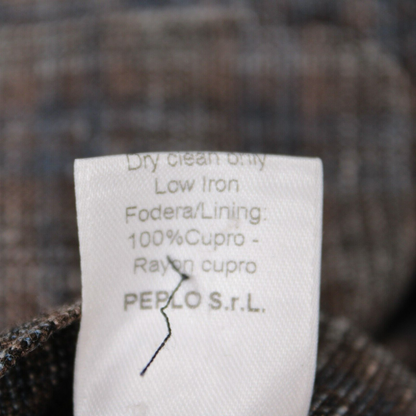 Dry clean only
Low Iron
Fodera/Lining:
100%Cupro -
Rayon cupro
PEPLO S.r.L.